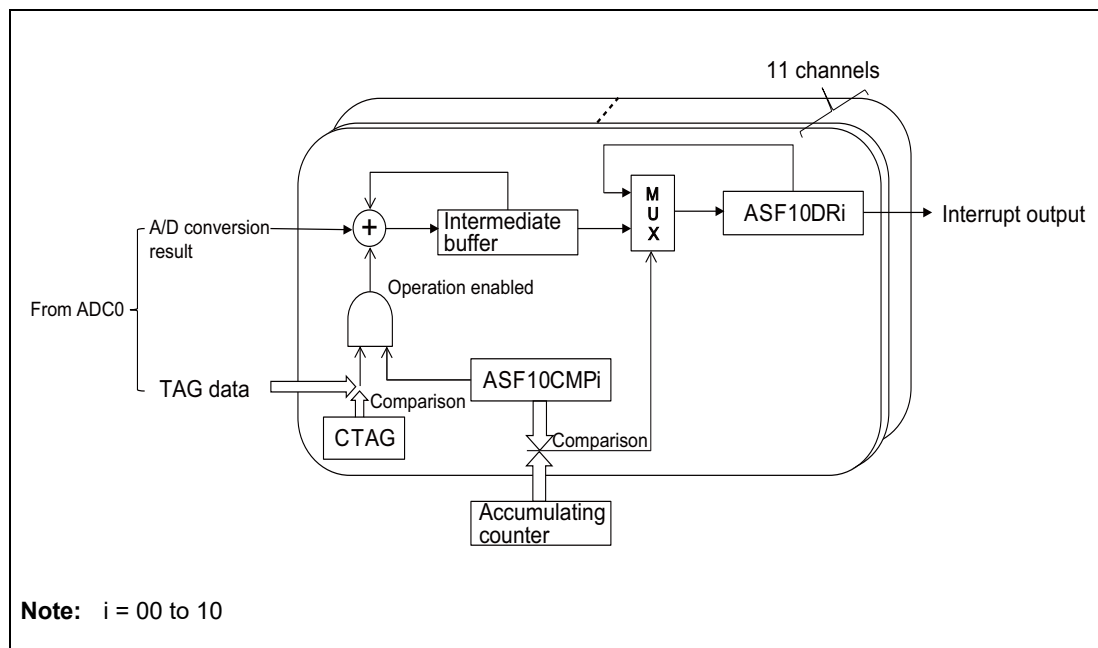 11 channels
A/D conversion
result
+
Intermediate
buffer
M
U
X
ASF10DRi
Interrupt output
Operation enabled
From ADC0
TAG data
Comparison
CTAG
ASF10CMPi
Comparison
Accumulating
counter
Note: i = 00 to 10